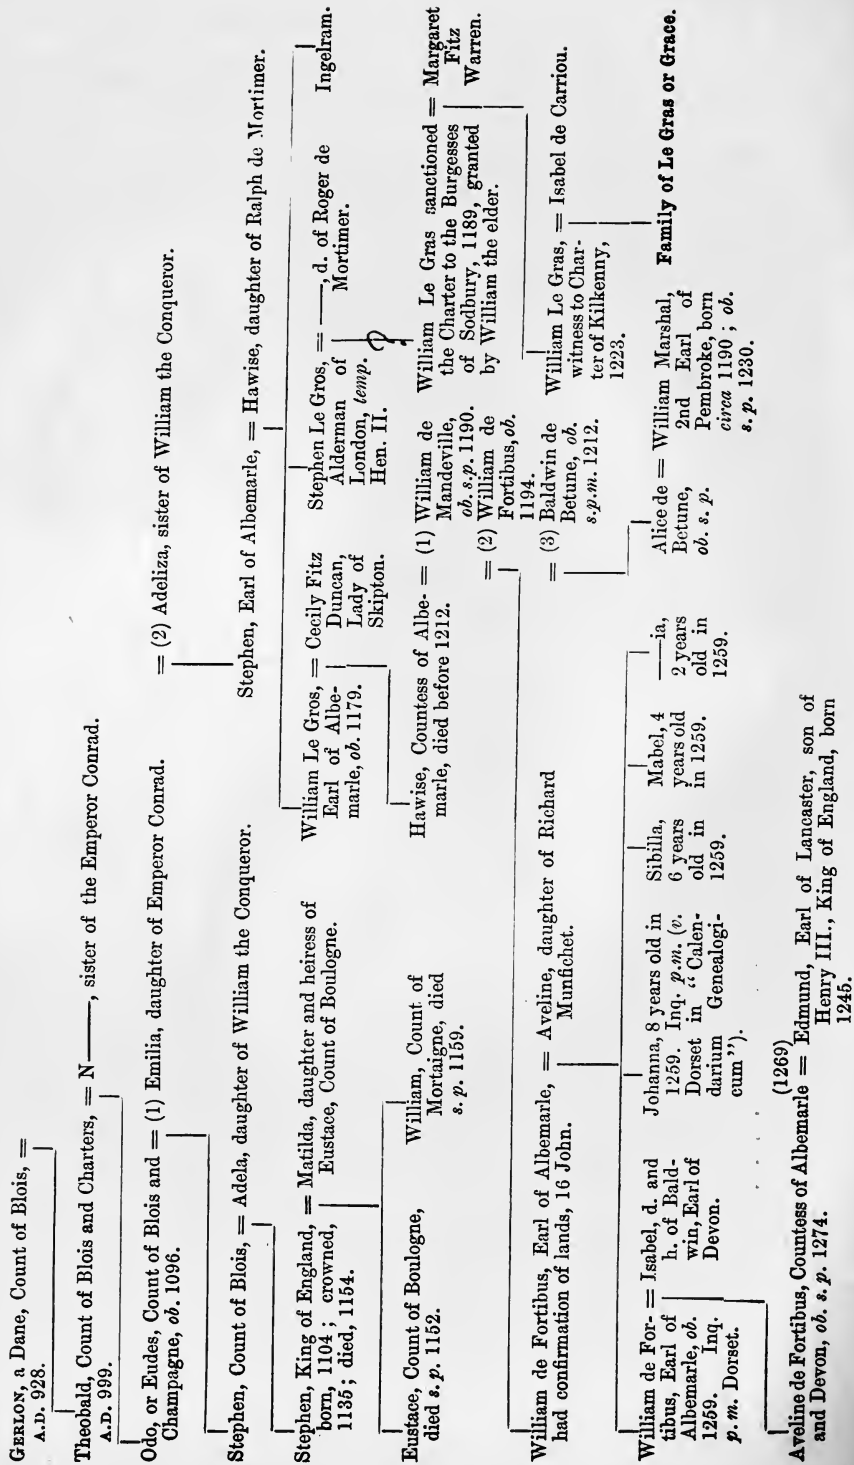 GERLON, a Dane, Count of Blois, =
A.D. 928.
Theobald, Count of Blois and Charters, = N——, sister of the Emperor Conrad.
A.D. 999.
Odo, or Eudes, Count of Blois and = (1) Emilia, daughter of Emperor Conrad.
Champagne, ob. 1096.
= (2) Adeliza, sister of William the Conqueror.
Stephen, Count of Blois, = Adela, daughter of William the Conqueror.
Stephen, Earl of Albemarle, = Hawise, daughter of Ralph de Mortimer.
Stephen, King of England, = Matilda, daughter and heiress of
born, 1104; crowned,
Eustace, Count of Boulogne.
1135; died, 1154.
William Le Gros, = Cecily Fitz
Earl of Albe-
Duncan,
marle, ob. 1179.
Lady of
Skipton.
Stephen Le Gros, = ——, d. of Roger de
Alderman of
Mortimer.
London, temp.
Hen. II.
Ingelram.
Eustace, Count of Boulogne,
died s.p. 1152.
William, Count of
Mortaigne, died
s.p. 1159.
Hawise, Countess of Albe- = (1) William de
marle, died before 1212.
Mandeville,
ob. s.p. 1190.
= (2) William de
Fortibus, ob.
1194.
= (3) Baldwin de
Betune, ob.
s.p.m. 1212.
?
William Le Gras sanctioned = Margaret
the Charter to the Burgesses
Fitz
of Sodbury, 1189, granted
Warren.
by William the elder.
William de Fortibus, Earl of Albemarle, = Aveline, daughter of Richard
had confirmation of lands, 16 John.
Munfichet.
William Le Gras, = Isabel de Carriou.
witness to Char-
ter of Kilkenny,
1223.
William de For- = Isabel, d. and
tibus, Earl of
h. of Bald-
Albemarle, ob.
win, Earl of
1259. Inq.
Devon.
p.m. Dorset.
Johanna, 8 years old in
1259. Inq. p.m. (v.
Dorset in "Calen-
darium Genealogi-
cum").
Sibilla,
6 years
old in
1259.
Mabel, 4
years old
in 1259.
——ia,
2 years
old in
1259.
Alice de = William Marshal,
Betune,
2nd Earl of
ob. s. p.
Pembroke, born
circa 1190; ob.
s.p. 1230.
Family of Le Gras or Grace.
(1269)
Aveline de Fortibus, Countess of Albemarle = Edmund, Earl of Lancaster, son of
and Devon, ob. s. p. 1274.
Henry III., King of England, born
1245.